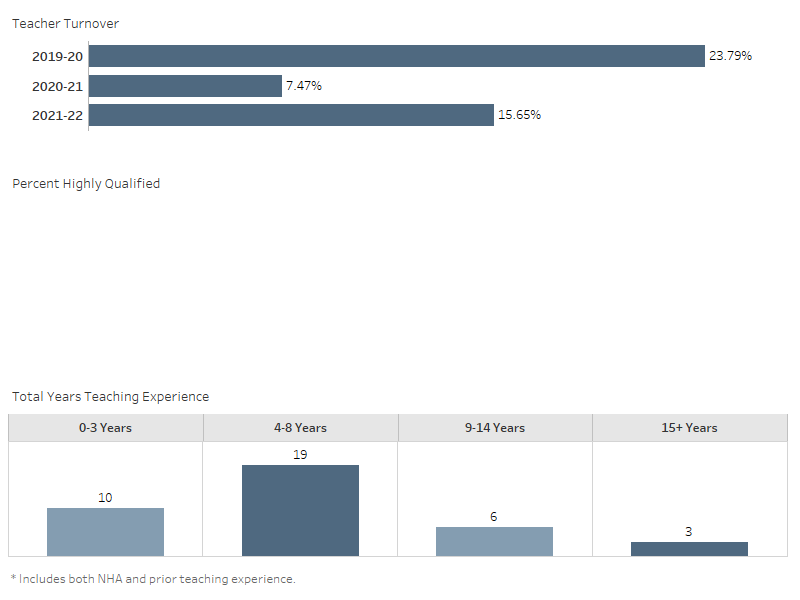 Teacher Turnover
2019-20 23.79%
2020-21 7.47%
2021-22 15.65%
Percent Highly Qualified
Total Years Teaching Experience
0-3 Years 4-8 Years 9-14 Years 15+ Years
10 19 6 3
* Includes both NHA and prior teaching experience.